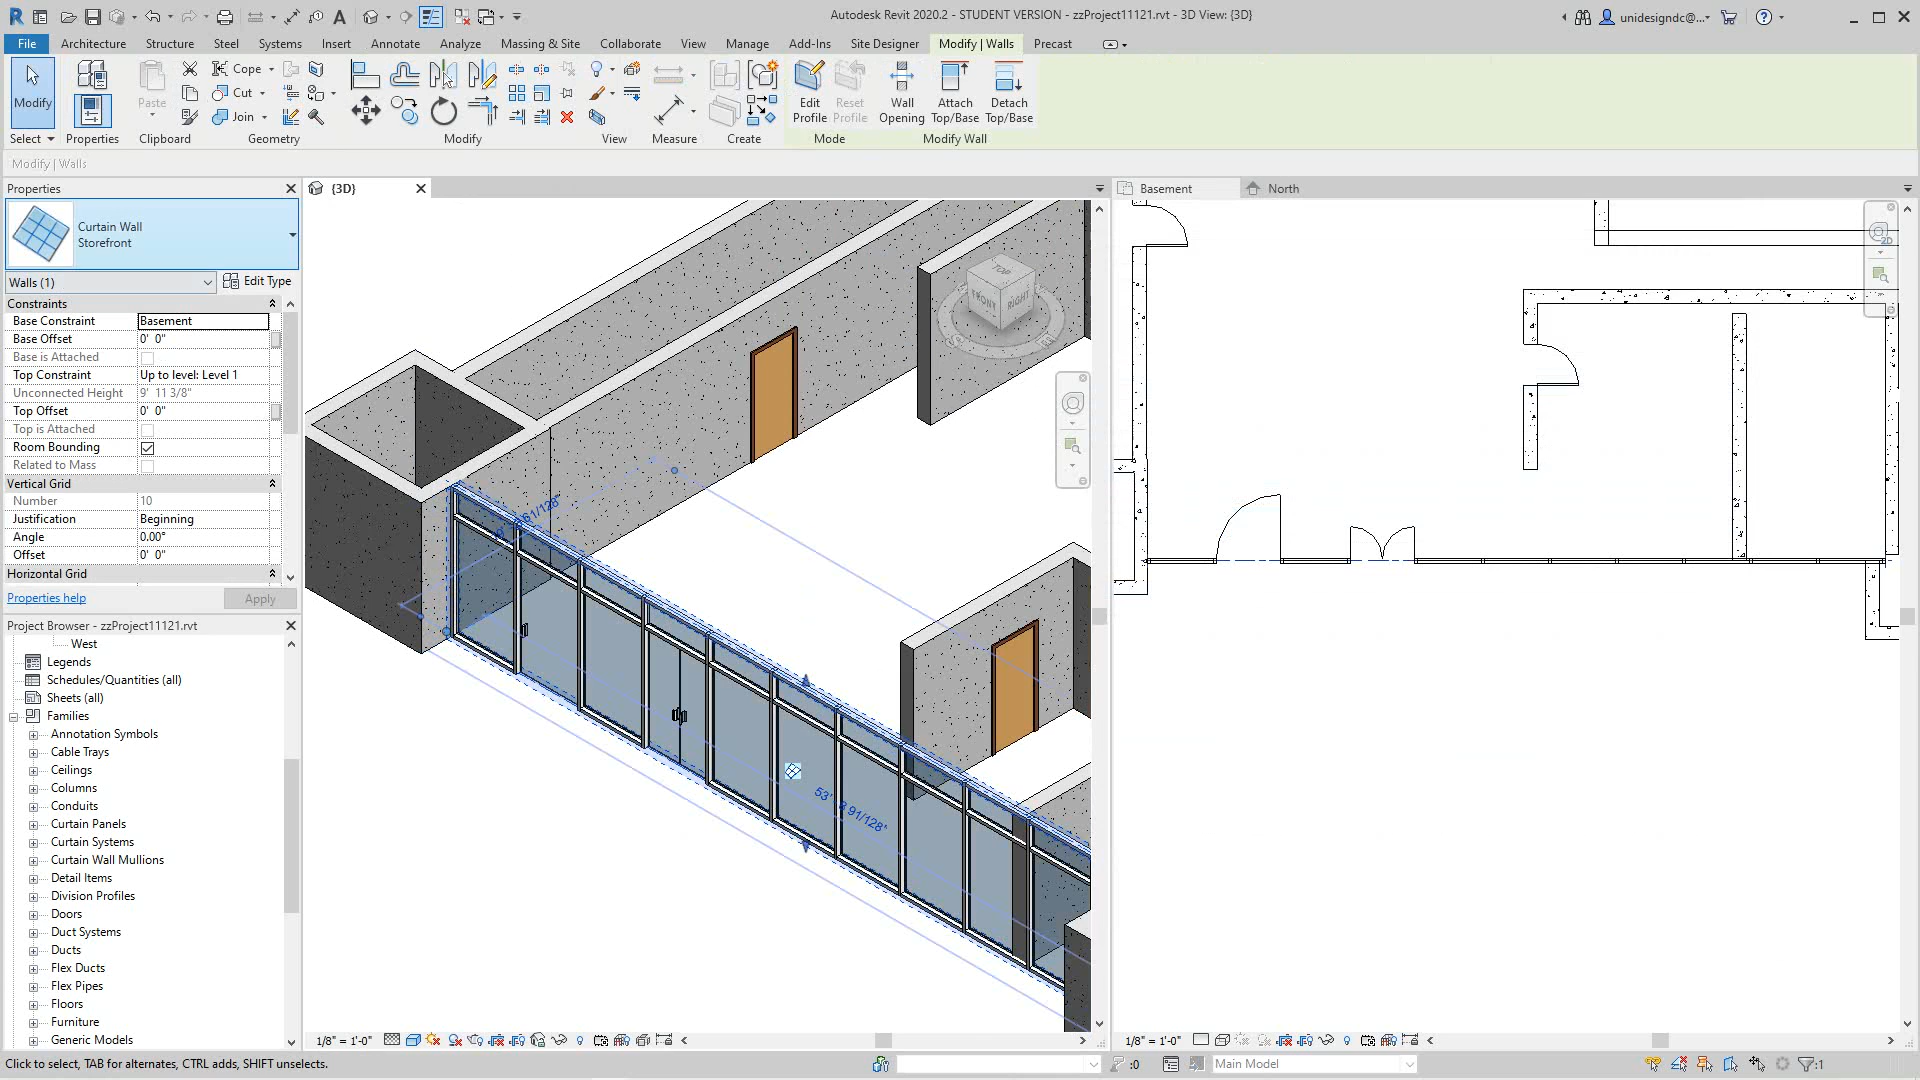 Autodesk Revit 2020.2 - STUDENT VERSION - zzProject11121.rvt - 3D View: {3D}
unidesigndc@...
File Architecture Structure Steel Systems Insert Annotate Analyze Massing & Site Collaborate View Manage Add-Ins Site Designer Modify | Walls Precast
Modify
Paste
Cope
Cut
Join
Edit Profile
Reset Profile
Wall Opening
Attach Top/Base
Detach Top/Base
Select Properties Clipboard Geometry Modify View Measure Create Mode Modify Wall
Modify | Walls
Properties
Curtain Wall
Storefront
Walls (1)
Edit Type
Constraints
Base Constraint Basement
Base Offset 0' 0"
Base is Attached
Top Constraint Up to level: Level 1
Unconnected Height 9' 11 3/8"
Top Offset 0' 0"
Top is Attached
Room Bounding
Related to Mass
Vertical Grid
Number 10
Justification Beginning
Angle 0.00°
Offset 0' 0"
Horizontal Grid
Properties help
Apply
Project Browser - zzProject11121.rvt
West
Legends
Schedules/Quantities (all)
Sheets (all)
Families
Annotation Symbols
Cable Trays
Ceilings
Columns
Conduits
Curtain Panels
Curtain Systems
Curtain Wall Mullions
Detail Items
Division Profiles
Doors
Duct Systems
Ducts
Flex Ducts
Flex Pipes
Floors
Furniture
Generic Models
{3D}
TOP
FRONT
RIGHT
1/8" = 1'-0"
Basement
North
2D
1/8" = 1'-0"
Click to select, TAB for alternates, CTRL adds, SHIFT unselects.
:0
Main Model
:1